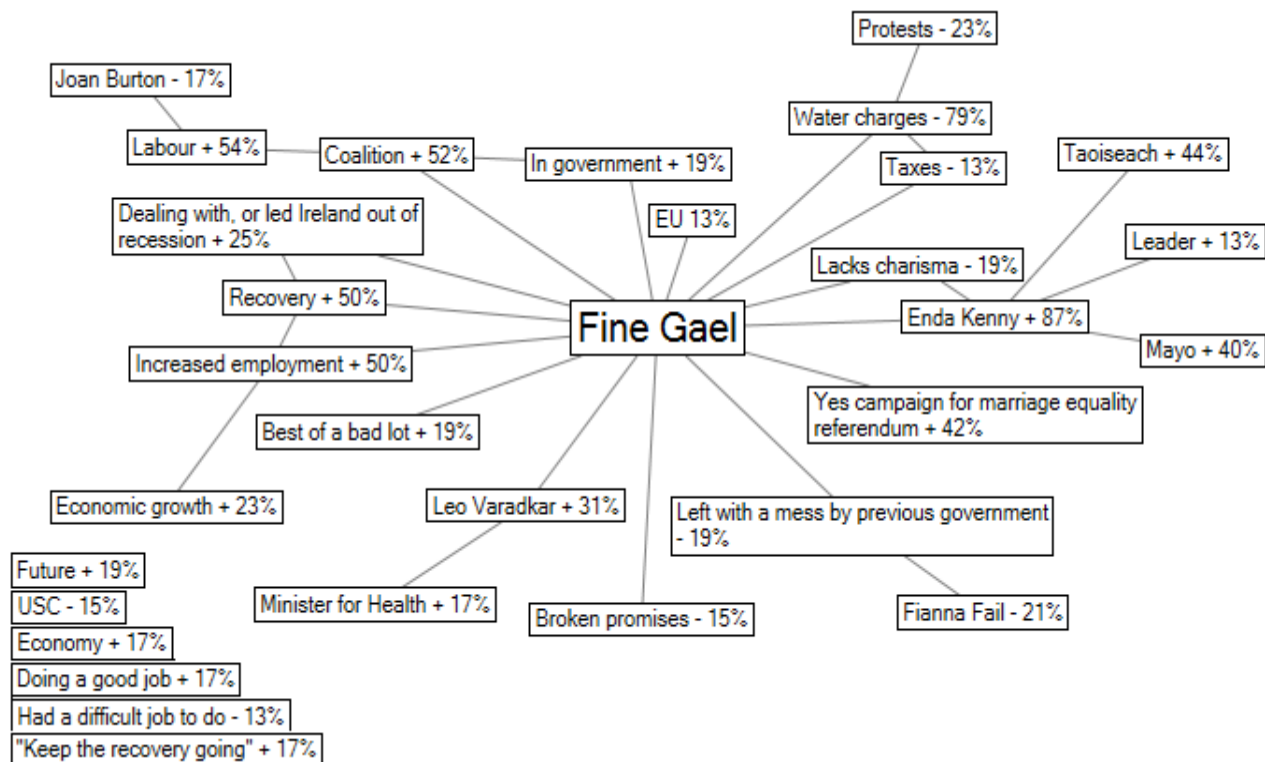 Protests - 23%
Joan Burton - 17%
Water charges - 79%
Labour + 54%
Coalition + 52%
In government + 19%
Taxes - 13%
Taoiseach + 44%
Dealing with, or led Ireland out of
recession + 25%
EU 13%
Leader + 13%
Lacks charisma - 19%
Recovery + 50%
Fine Gael
Enda Kenny + 87%
Mayo + 40%
Increased employment + 50%
Yes campaign for marriage equality
referendum + 42%
Best of a bad lot + 19%
Economic growth + 23%
Leo Varadkar + 31%
Left with a mess by previous government
- 19%
Future + 19%
USC - 15%
Economy + 17%
Doing a good job + 17%
Had a difficult job to do - 13%
"Keep the recovery going" + 17%
Minister for Health + 17%
Broken promises - 15%
Fianna Fail - 21%